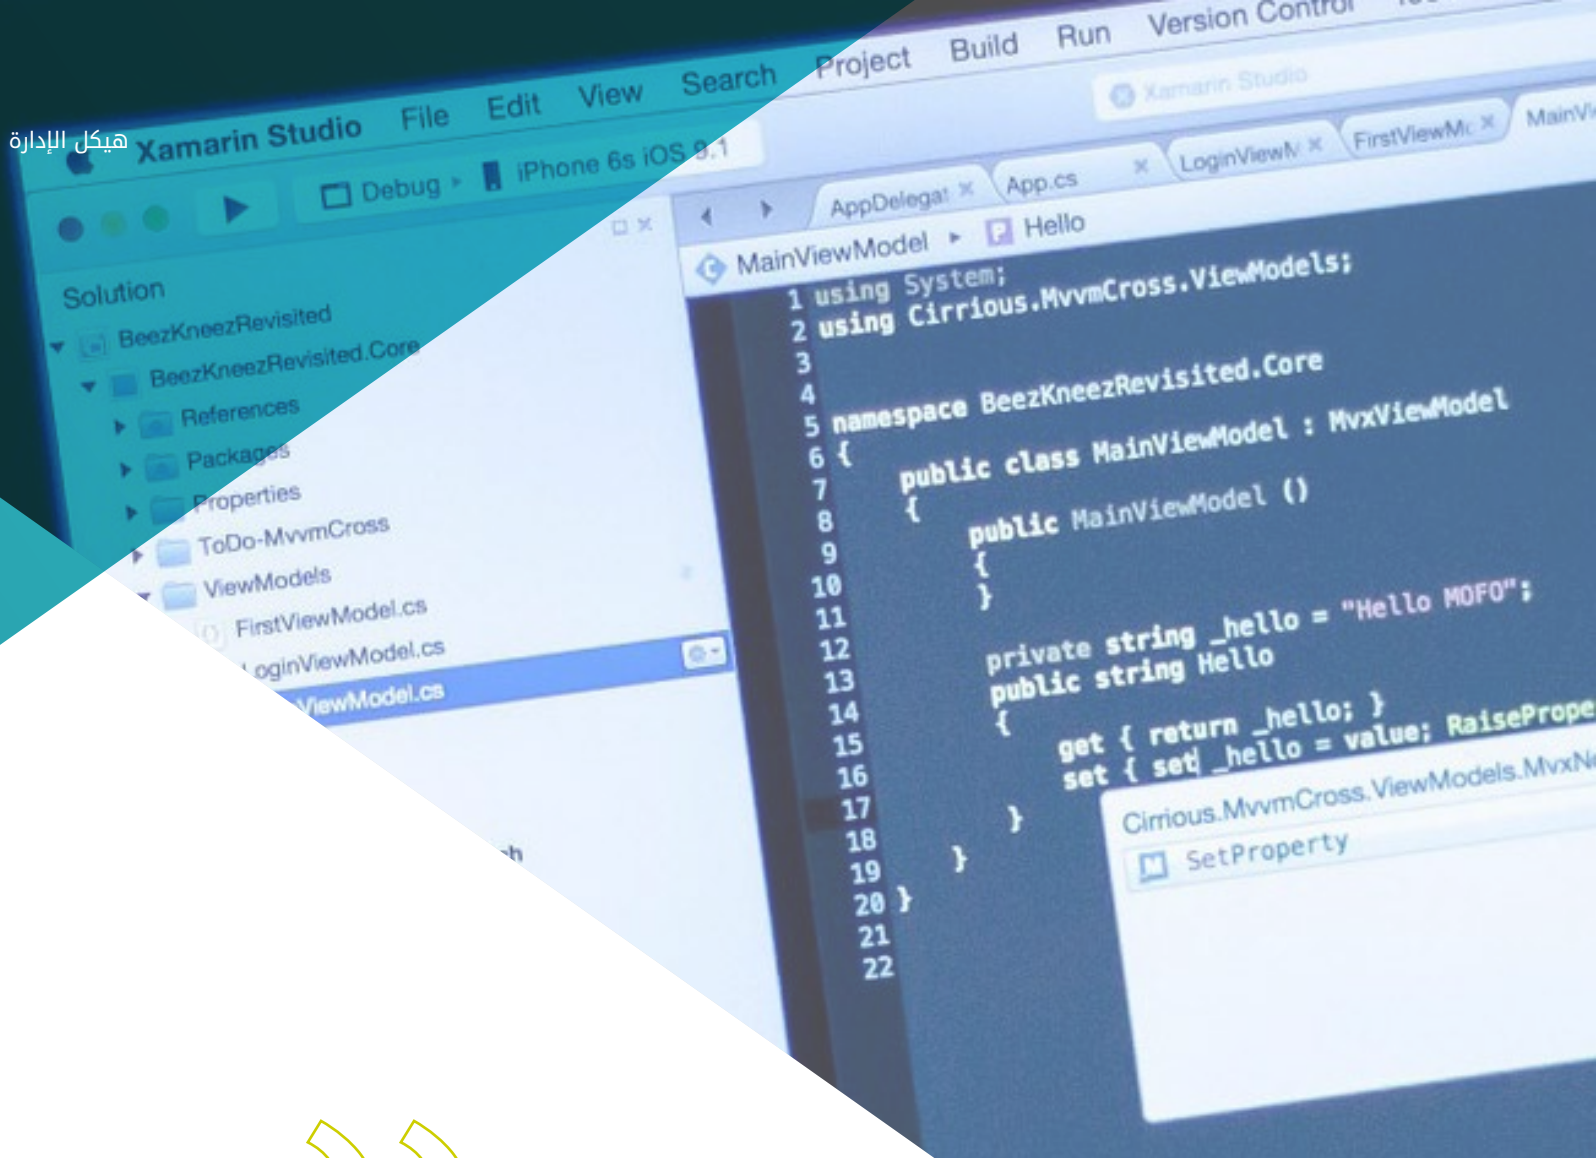 Xamarin Studio File Edit View Search Project Build Run Version Control
هيكل الإدارة
Debug iPhone 6s iOS 9.1
Xamarin Studio
AppDelegat App.cs LoginViewM FirstViewMo MainVi
MainViewModel Hello
Solution
BeezKneezRevisited
BeezKneezRevisited.Core
References
Packages
Properties
ToDo-MvvmCross
ViewModels
FirstViewModel.cs
LoginViewModel.cs
ViewModel.cs
1 using System;
2 using Cirrious.MvvmCross.ViewModels;
3
4
5 namespace BeezKneezRevisited.Core
6 {
7 public class MainViewModel : MvxViewModel
8 {
9 public MainViewModel ()
10 {
11 }
12
13 private string _hello = "Hello MOFO";
14 public string Hello
15 {
16 get { return _hello; }
17 set { set _hello = value; RaisePrope
18 }
19 }
20 }
21
22
Cirrious.MvvmCross.ViewModels.MvxNo
M SetProperty